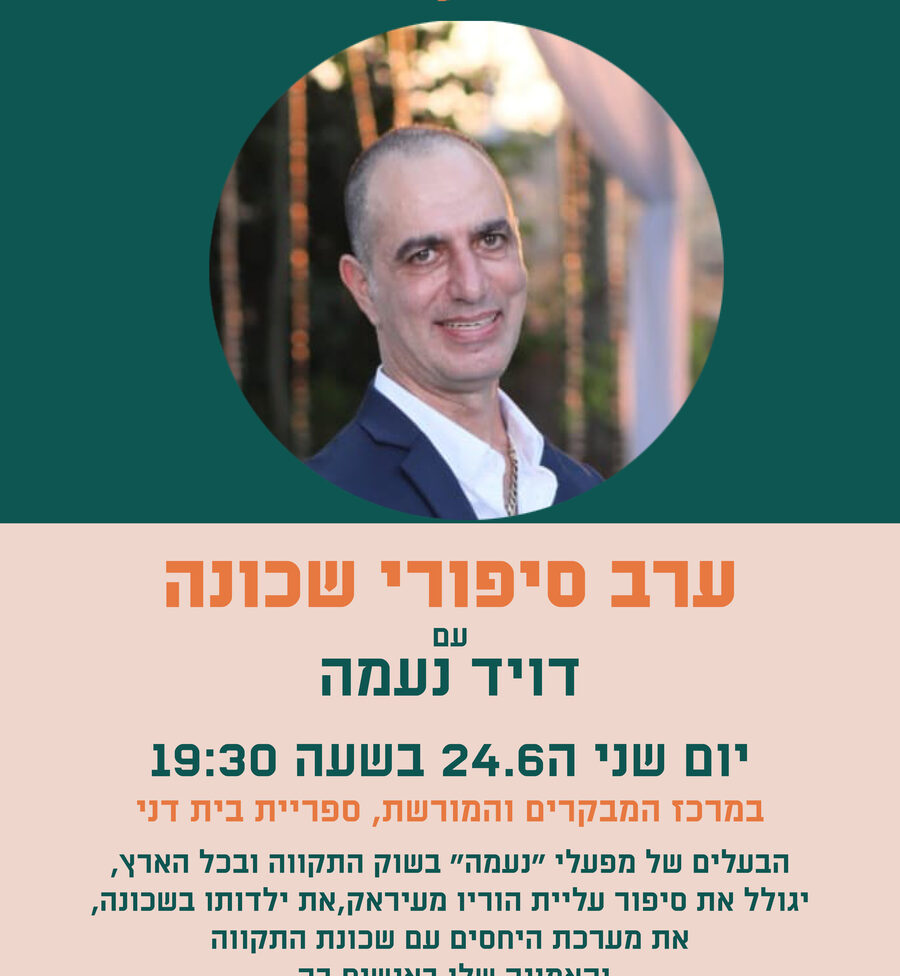 ערב סיפורי שכונה
עם
דויד נעמה
יום שני ה24.6 בשעה 19:30
במרכז המבקרים והמורשת, ספריית בית דני
הבעלים של מפעלי "נעמה" בשוק התקווה ובכל הארץ,
יגולל את סיפור עליית הוריו מעיראק,את ילדותו בשכונה,
את מערכת היחסים עם שכונת התקווה